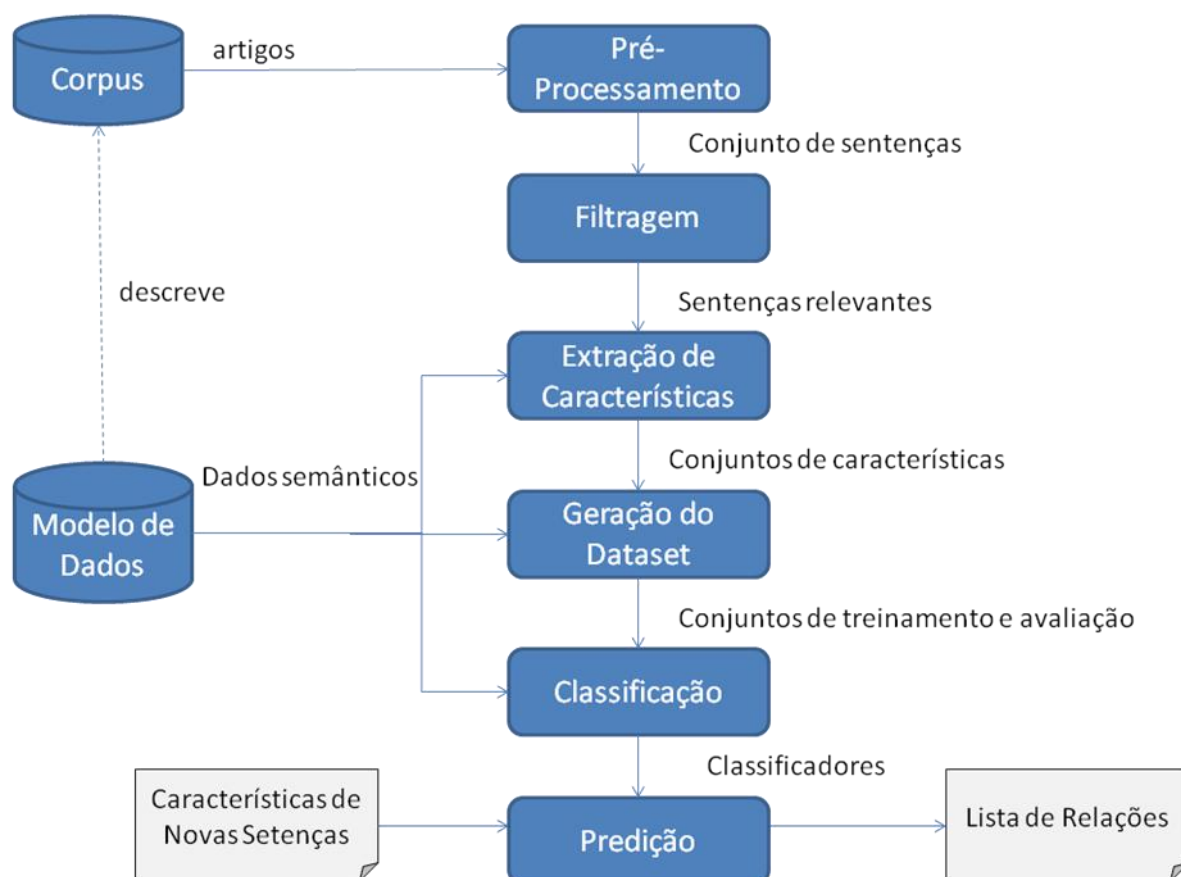 Corpus
artigos
Pré-
Processamento
Conjunto de sentenças
Filtragem
descreve
Sentenças relevantes
Extração de
Características
Dados semânticos
Conjuntos de características
Modelo de
Dados
Geração do
Dataset
Conjuntos de treinamento e avaliação
Classificação
Classificadores
Características de
Novas Setenças
Predição
Lista de Relações